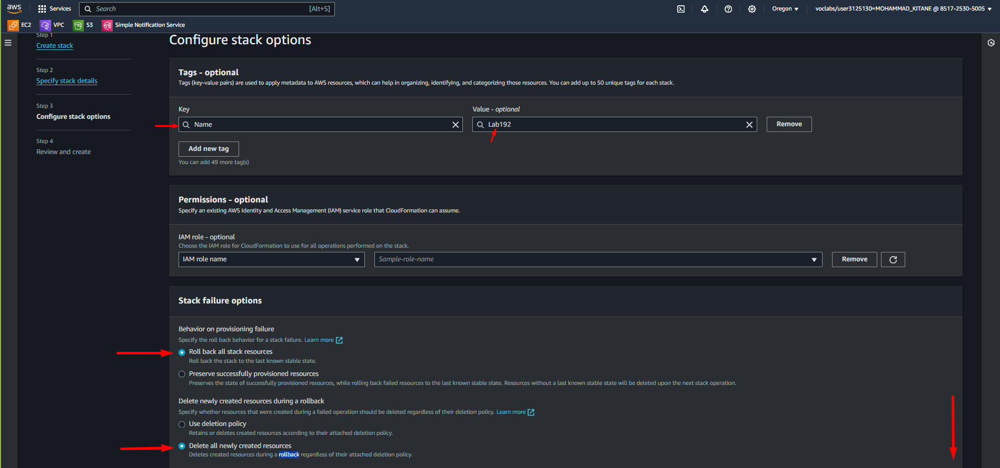 aws
Services
Search
[Alt+S]
Oregon
voclabs/user3125130=MOHAMMAD_KITANE @ 8517-2530-5005
EC2
VPC
S3
Simple Notification Service
Step 1
Create stack
Step 2
Specify stack details
Step 3
Configure stack options
Step 4
Review and create
Configure stack options
Tags - optional
Tags (key-value pairs) are used to apply metadata to AWS resources, which can help in organizing, identifying, and categorizing those resources. You can add up to 50 unique tags for each stack.
Key
Value - optional
Name
Lab192
Remove
Add new tag
You can add 49 more tag(s)
Permissions - optional
Specify an existing AWS Identity and Access Management (IAM) service role that CloudFormation can assume.
IAM role - optional
Choose the IAM role for CloudFormation to use for all operations performed on the stack.
IAM role name
Sample-role-name
Remove
Stack failure options
Behavior on provisioning failure
Specify the roll back behavior for a stack failure. Learn more
Roll back all stack resources
Roll back the stack to the last known stable state.
Preserve successfully provisioned resources
Preserves the state of successfully provisioned resources, while rolling back failed resources to the last known stable state. Resources without a last known stable state will be deleted upon the next stack operation.
Delete newly created resources during a rollback
Specify whether resources that were created during a failed operation should be deleted regardless of their deletion policy. Learn more
Use deletion policy
Retains or deletes created resources according to their attached deletion policy.
Delete all newly created resources
Deletes created resources during a rollback regardless of their attached deletion policy.